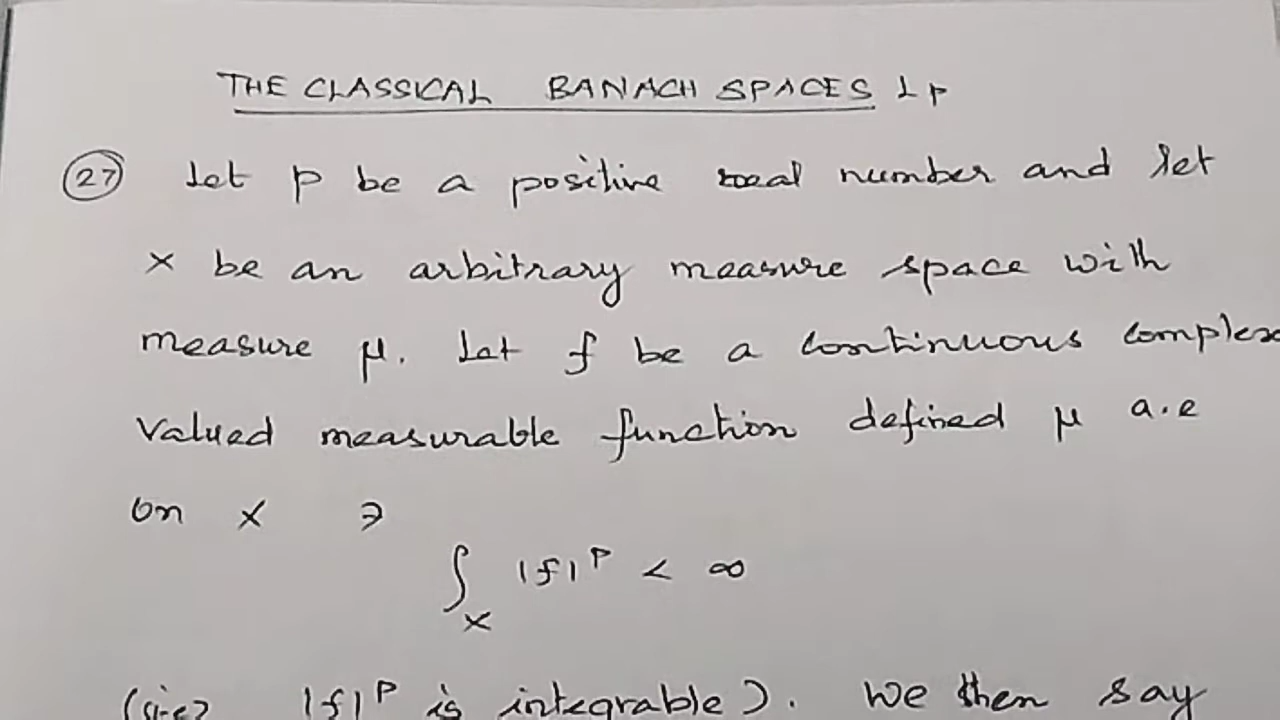 THE CLASSICAL BANACH SPACES Lp
27 Let p be a positive real number and let
X be an arbitrary measure space with
measure μ. Let f be a continuous complex
valued measurable function defined μ a.e
on X ∋
∫_X |f|^p < ∞
(i.e) |f|^p is integrable). We then say